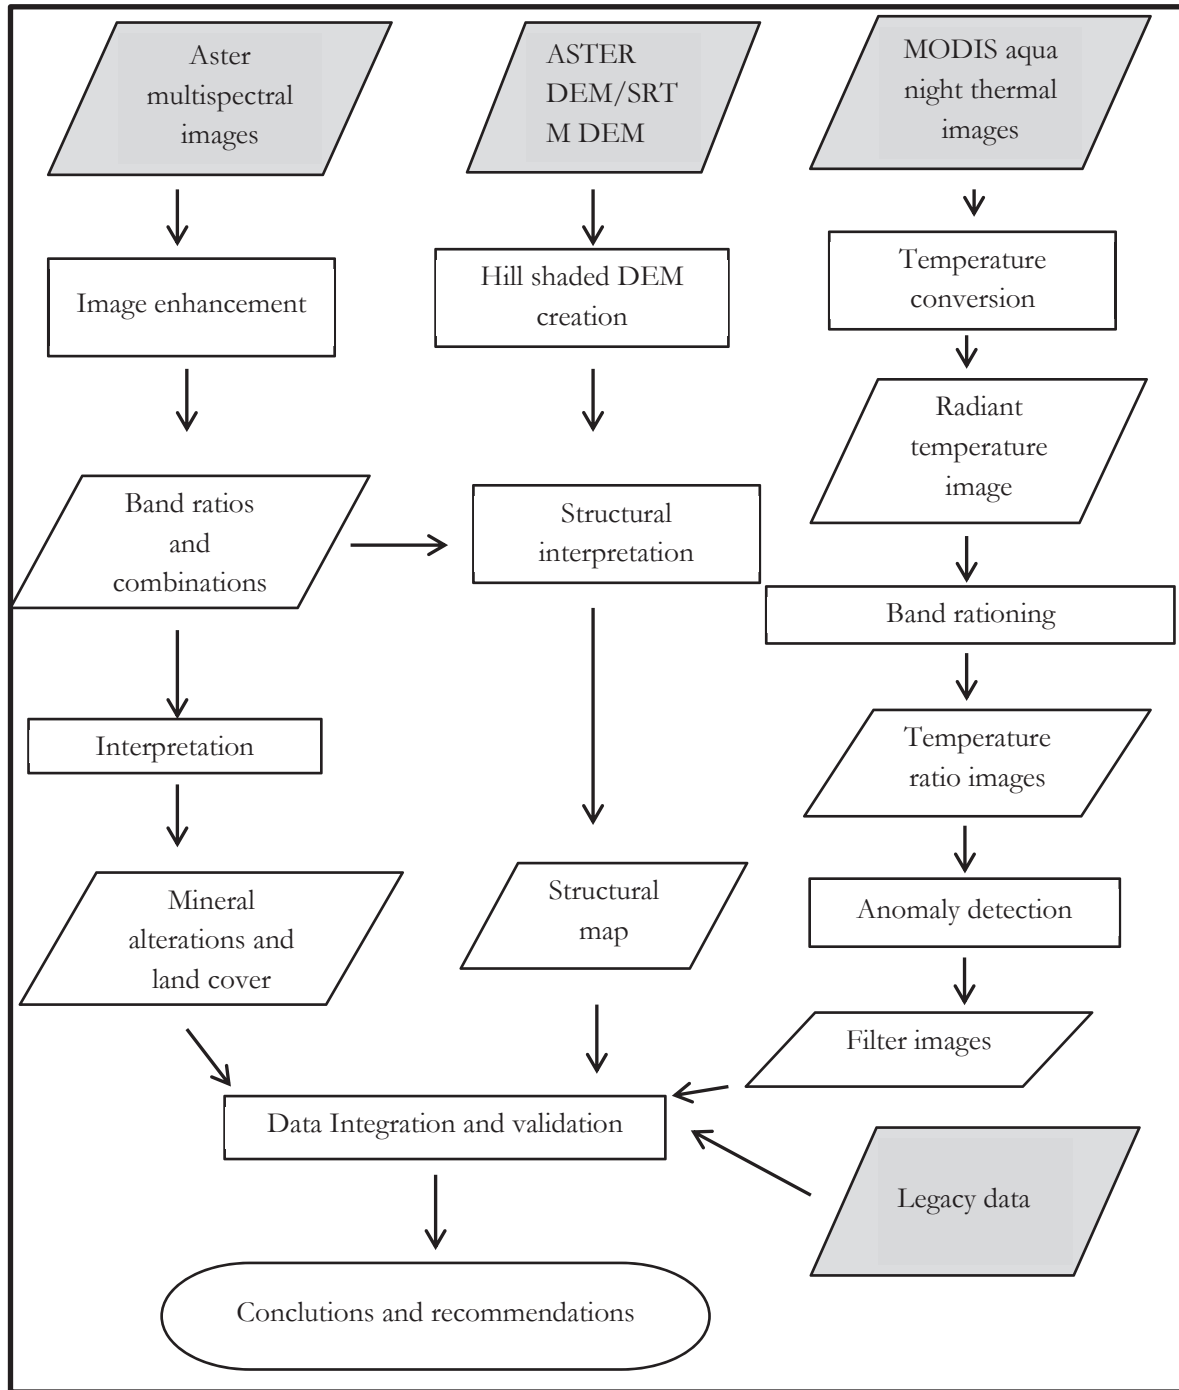 Aster
multispectral
images
ASTER
DEM/SRT
M DEM
MODIS aqua
night thermal
images
Image enhancement
Hill shaded DEM
creation
Temperature
conversion
Radiant
temperature
image
Band ratios
and
combinations
Structural
interpretation
Band rationing
Interpretation
Temperature
ratio images
Mineral
alterations and
land cover
Structural
map
Anomaly detection
Filter images
Data Integration and validation
Legacy data
Conclutions and recommendations